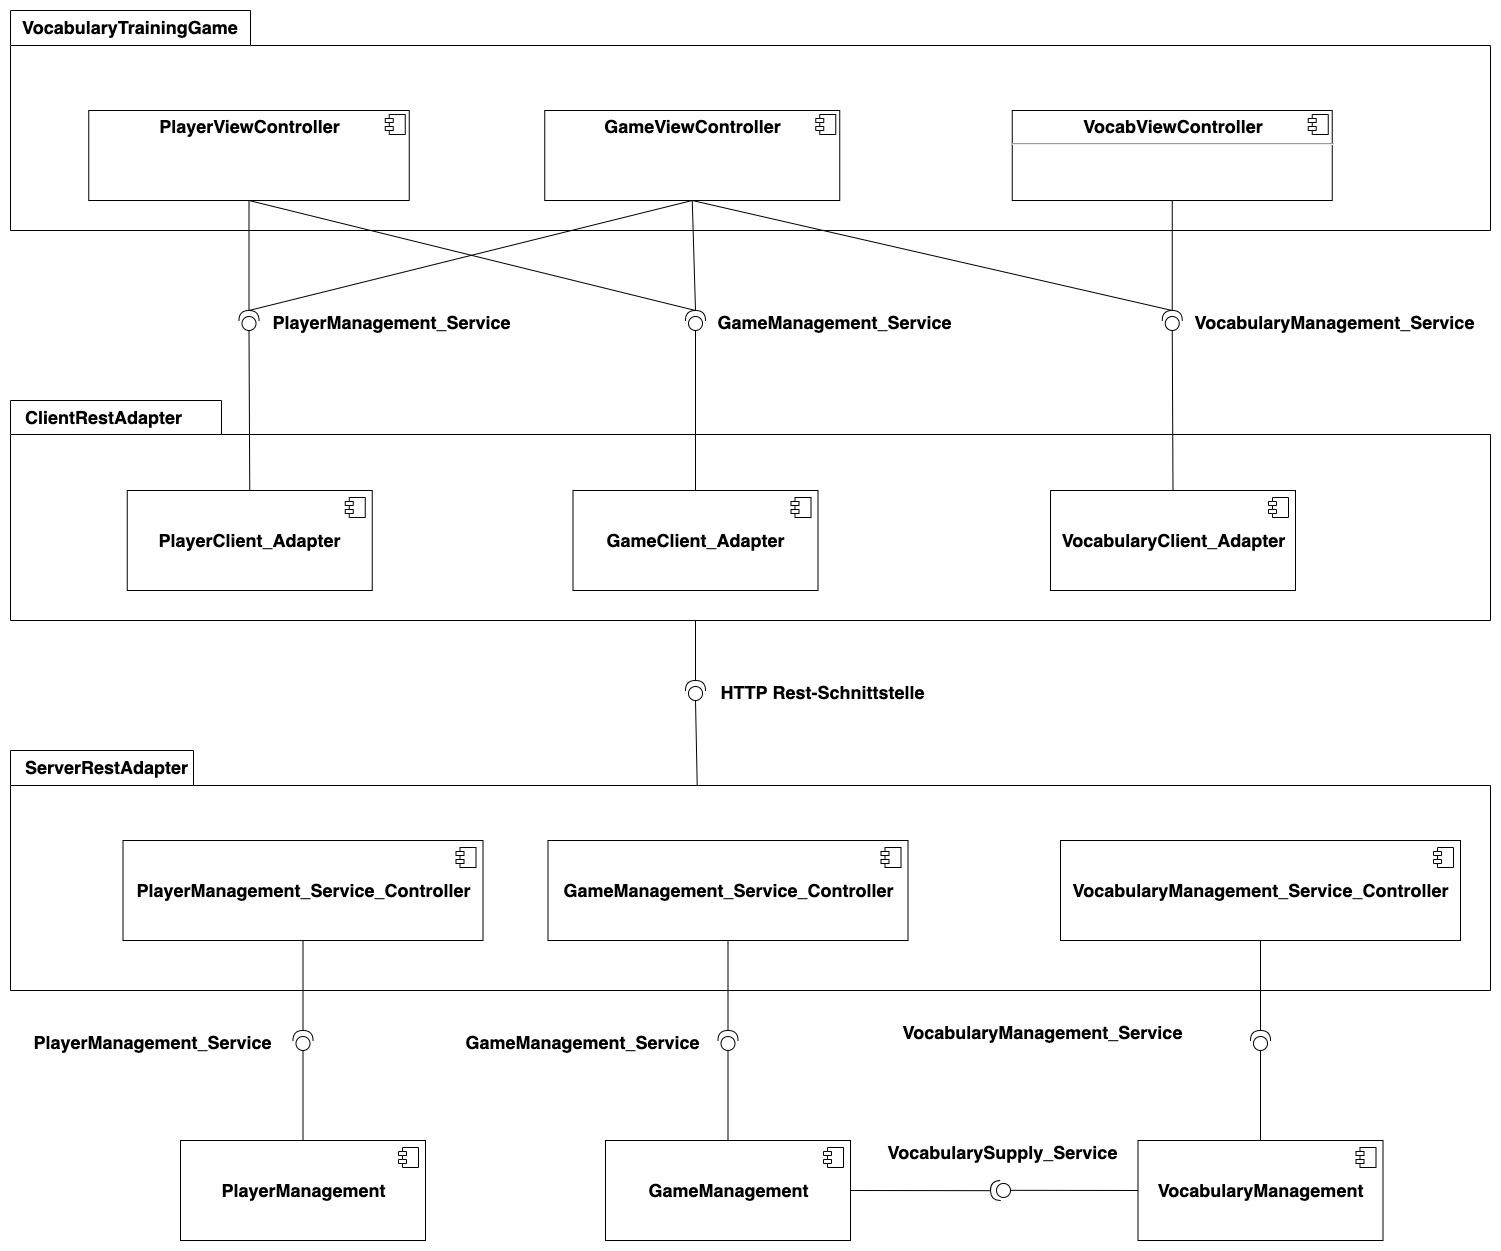 VocabularyTrainingGame
PlayerViewController
GameViewController
VocabViewController
PlayerManagement_Service
GameManagement_Service
VocabularyManagement_Service
ClientRestAdapter
PlayerClient_Adapter
GameClient_Adapter
VocabularyClient_Adapter
HTTP Rest-Schnittstelle
ServerRestAdapter
PlayerManagement_Service_Controller
GameManagement_Service_Controller
VocabularyManagement_Service_Controller
PlayerManagement_Service
GameManagement_Service
VocabularyManagement_Service
VocabularySupply_Service
PlayerManagement
GameManagement
VocabularyManagement